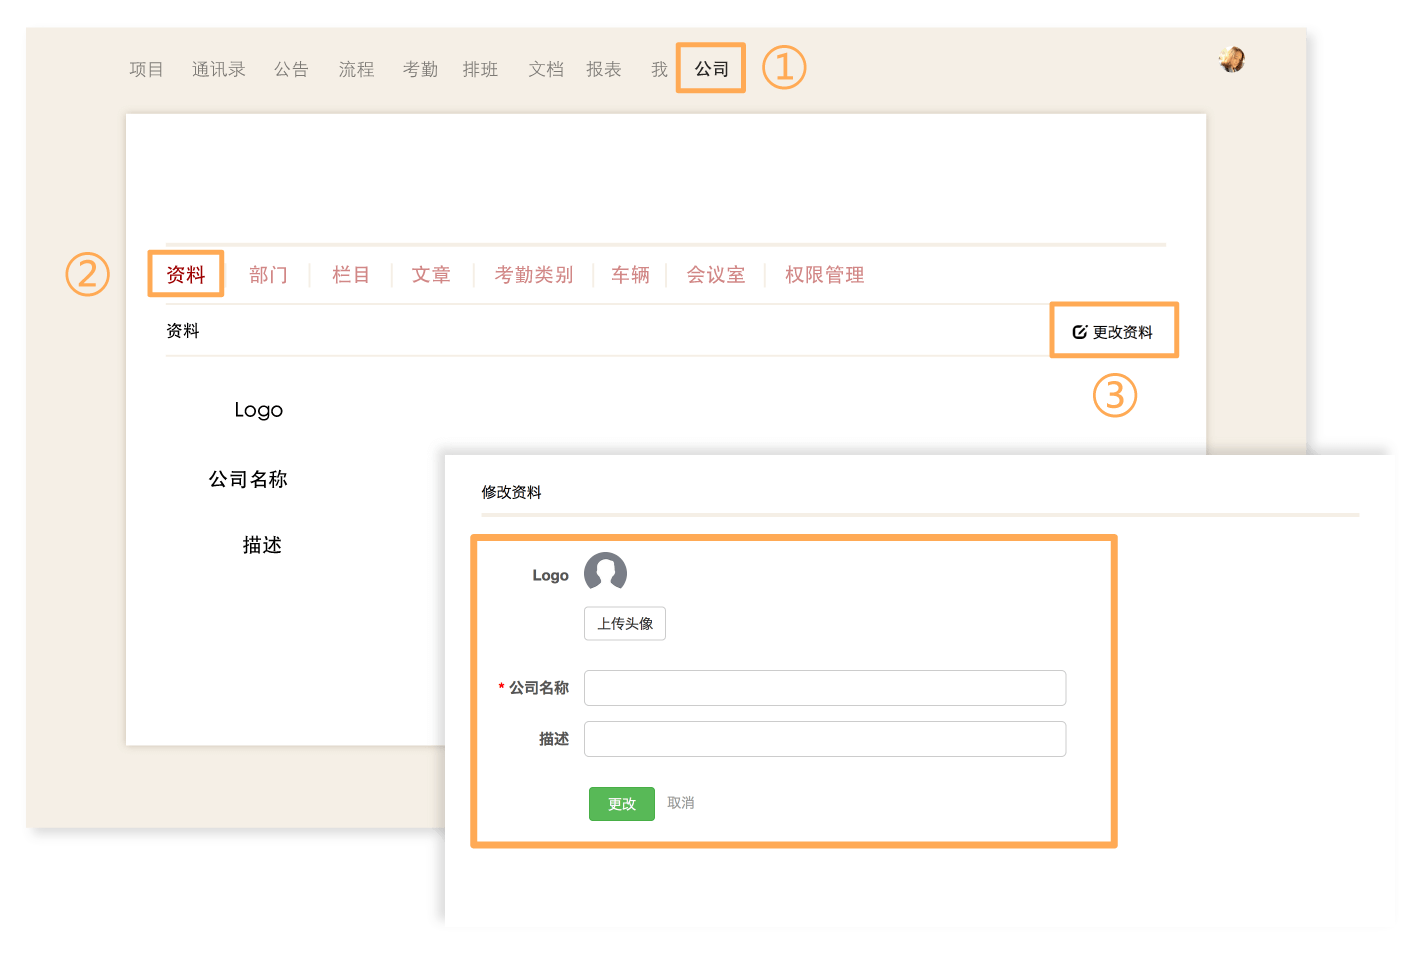 项目 通讯录 公告 流程 考勤 排班 文档 报表 我 公司 ①
② 资料 部门 栏目 文章 考勤类别 车辆 会议室 权限管理
资料 更改资料
③
Logo
公司名称
描述
修改资料
Logo
上传头像
* 公司名称
描述
更改 取消